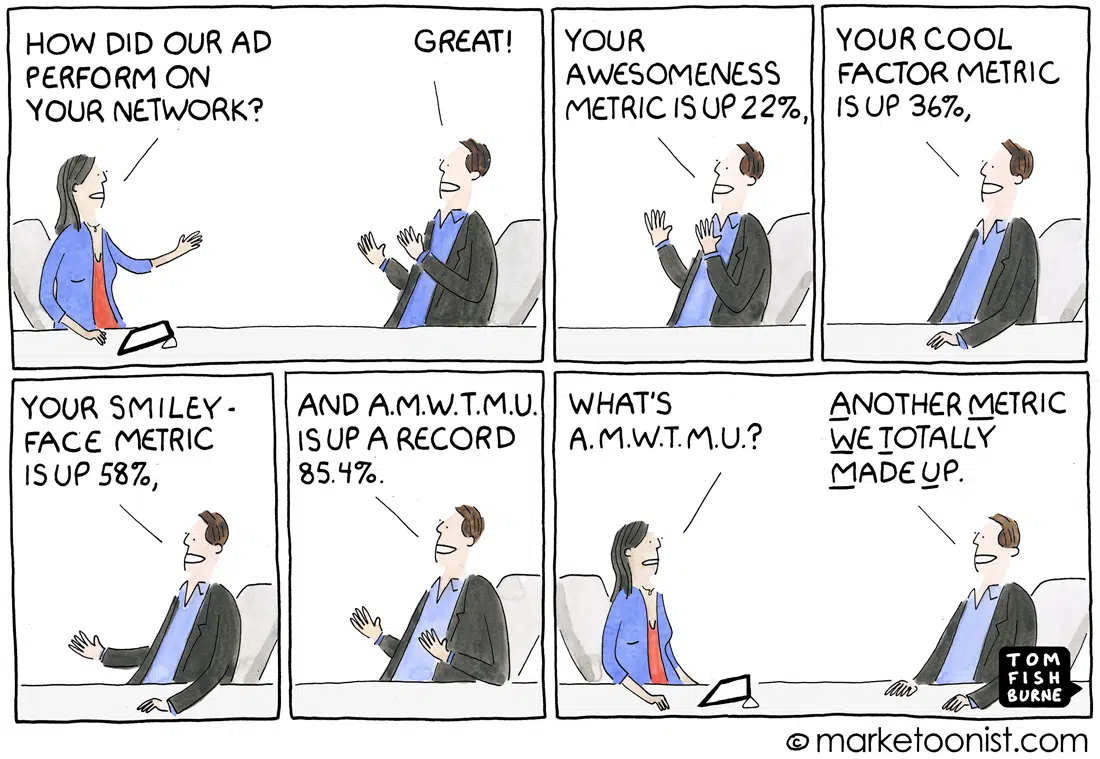 HOW DID OUR AD
PERFORM ON
YOUR NETWORK?
GREAT!
YOUR
AWESOMENESS
METRIC IS UP 22%,
YOUR COOL
FACTOR METRIC
IS UP 36%,
YOUR SMILEY-
FACE METRIC
IS UP 58%,
AND A.M.W.T.M.U.
IS UP A RECORD
85.4%.
WHAT'S
A.M.W.T.M.U.?
ANOTHER METRIC
WE TOTALLY
MADE UP.
TOM
FISH
BURNE
© marketoonist.com